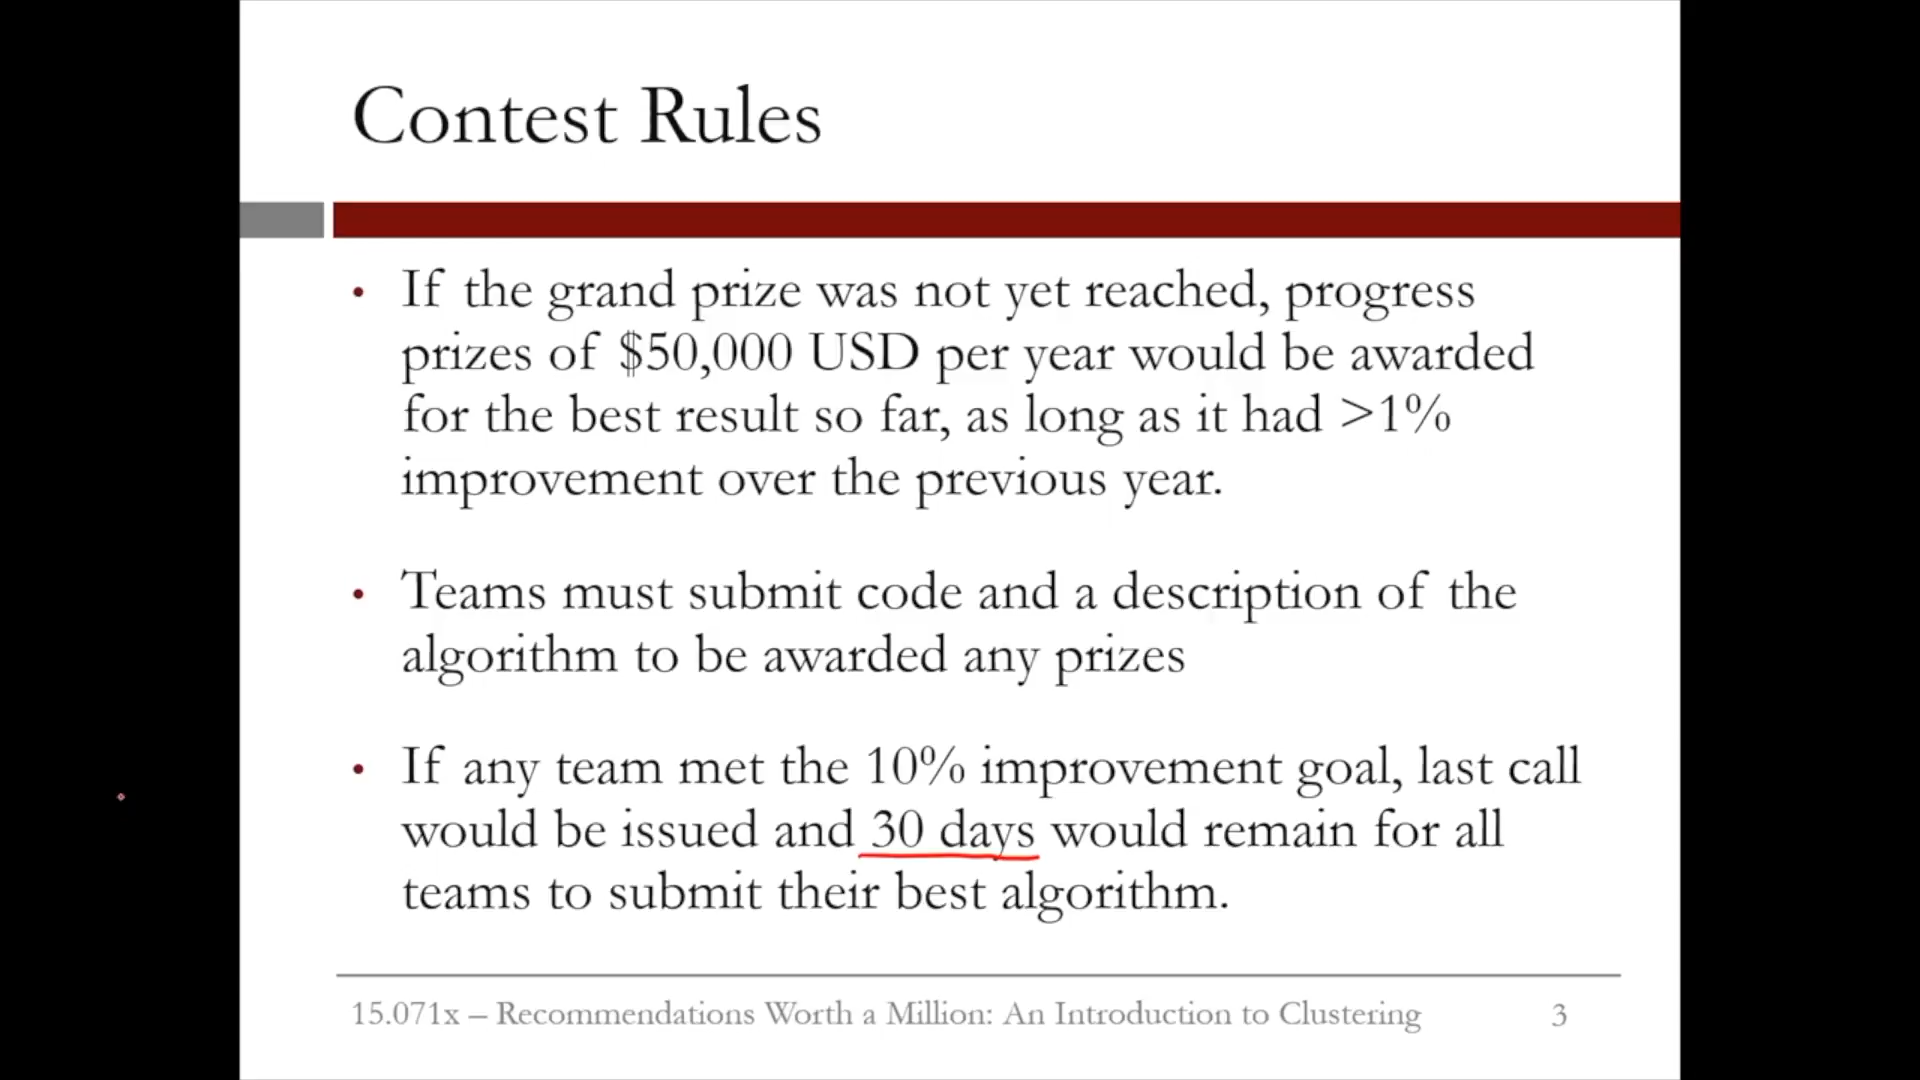 Contest Rules
• If the grand prize was not yet reached, progress
prizes of $50,000 USD per year would be awarded
for the best result so far, as long as it had >1%
improvement over the previous year.
• Teams must submit code and a description of the
algorithm to be awarded any prizes
• If any team met the 10% improvement goal, last call
would be issued and 30 days would remain for all
teams to submit their best algorithm.
15.071x – Recommendations Worth a Million: An Introduction to Clustering 3